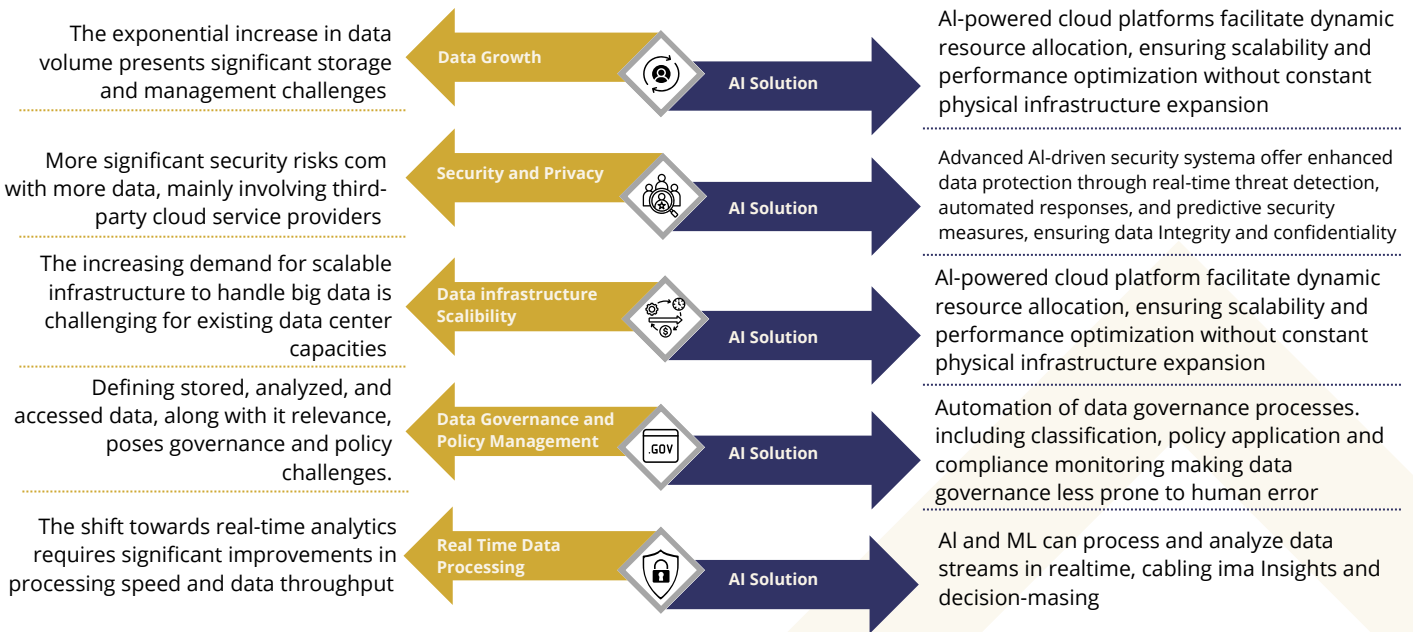 The exponential increase in data
volume presents significant storage
and management challenges
Data Growth
AI Solution
AI-powered cloud platforms facilitate dynamic
resource allocation, ensuring scalability and
performance optimization without constant
physical infrastructure expansion
More significant security risks com
with more data, mainly involving third-
party cloud service providers
Security and Privacy
AI Solution
Advanced AI-driven security systema offer enhanced
data protection through real-time threat detection,
automated responses, and predictive security
measures, ensuring data Integrity and confidentiality
The increasing demand for scalable
infrastructure to handle big data is
challenging for existing data center
capacities
Data infrastructure
Scalibility
AI Solution
AI-powered cloud platform facilitate dynamic
resource allocation, ensuring scalability and
performance optimization without constant
physical infrastructure expansion
Defining stored, analyzed, and
accessed data, along with it relevance,
poses governance and policy
challenges.
Data Governance and
Policy Management
.GOV
AI Solution
Automation of data governance processes.
including classification, policy application and
compliance monitoring making data
governance less prone to human error
The shift towards real-time analytics
requires significant improvements in
processing speed and data throughput
Real Time Data
Processing
AI Solution
AI and ML can process and analyze data
streams in realtime, cabling ima Insights and
decision-masing